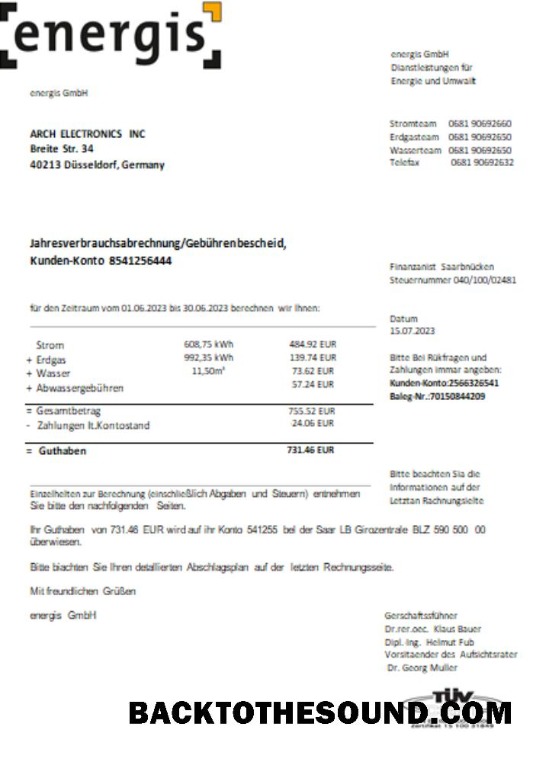 energis
energis GmbH
Dienstleistungen für
Energie und Umwalt
energis GmbH
Stromteam 0681 90692660
Erdgasteam 0681 90692650
Wasserteam 0681 90692650
Telefax 0681 90692632
ARCH ELECTRONICS INC
Breite Str. 34
40213 Düsseldorf, Germany
Jahresverbrauchsabrechnung/Gebührenbescheid,
Kunden-Konto 8541256444
Finanzanist Saarbnücken
Steuernummer 040/100/02481
für den Zeitraum vom 01.06.2023 bis 30.06.2023 berechnen wir Ihnen:
Datum
15.07.2023
Strom 608,75 kWh 484.92 EUR
+ Erdgas 992,35 kWh 139.74 EUR
+ Wasser 11,50m³ 73.62 EUR
+ Abwassergebühren 57.24 EUR
= Gesamtbetrag 755.52 EUR
- Zahlungen lt.Kontostand 24.06 EUR
= Guthaben 731.46 EUR
Bitte Bei Rükfragen und
Zahlungen immar angeben:
Kunden-Konto:2566326541
Baleg-Nr.:70150844209
Bitte beachten Sia die
Informationen auf der
Letztan Rachnungsleite
Einzelheiten zur Berechnung (einschließlich Abgaben und Steuern) entnehmen
Sie bitte den nachfolgenden Seiten.
Ihr Guthaben von 731.46 EUR wird auf ihr Konto 541255 bei der Saar LB Girozentrale BLZ 590 500 00
überwiesen.
Bitte biachten Sie Ihren detallierten Abschlagsplan auf der letzten Rechnungsseite.
Mit freundlichen Grüßen
energis GmbH
Gerschaftssführer
Dr.rer.oec. Klaus Bauer
Dipl. Ing. Helmut Fub
Vorsitaender des Aufsichtsrater
Dr. Georg Muller
TÜV
BACKTOTHESOUND.COM